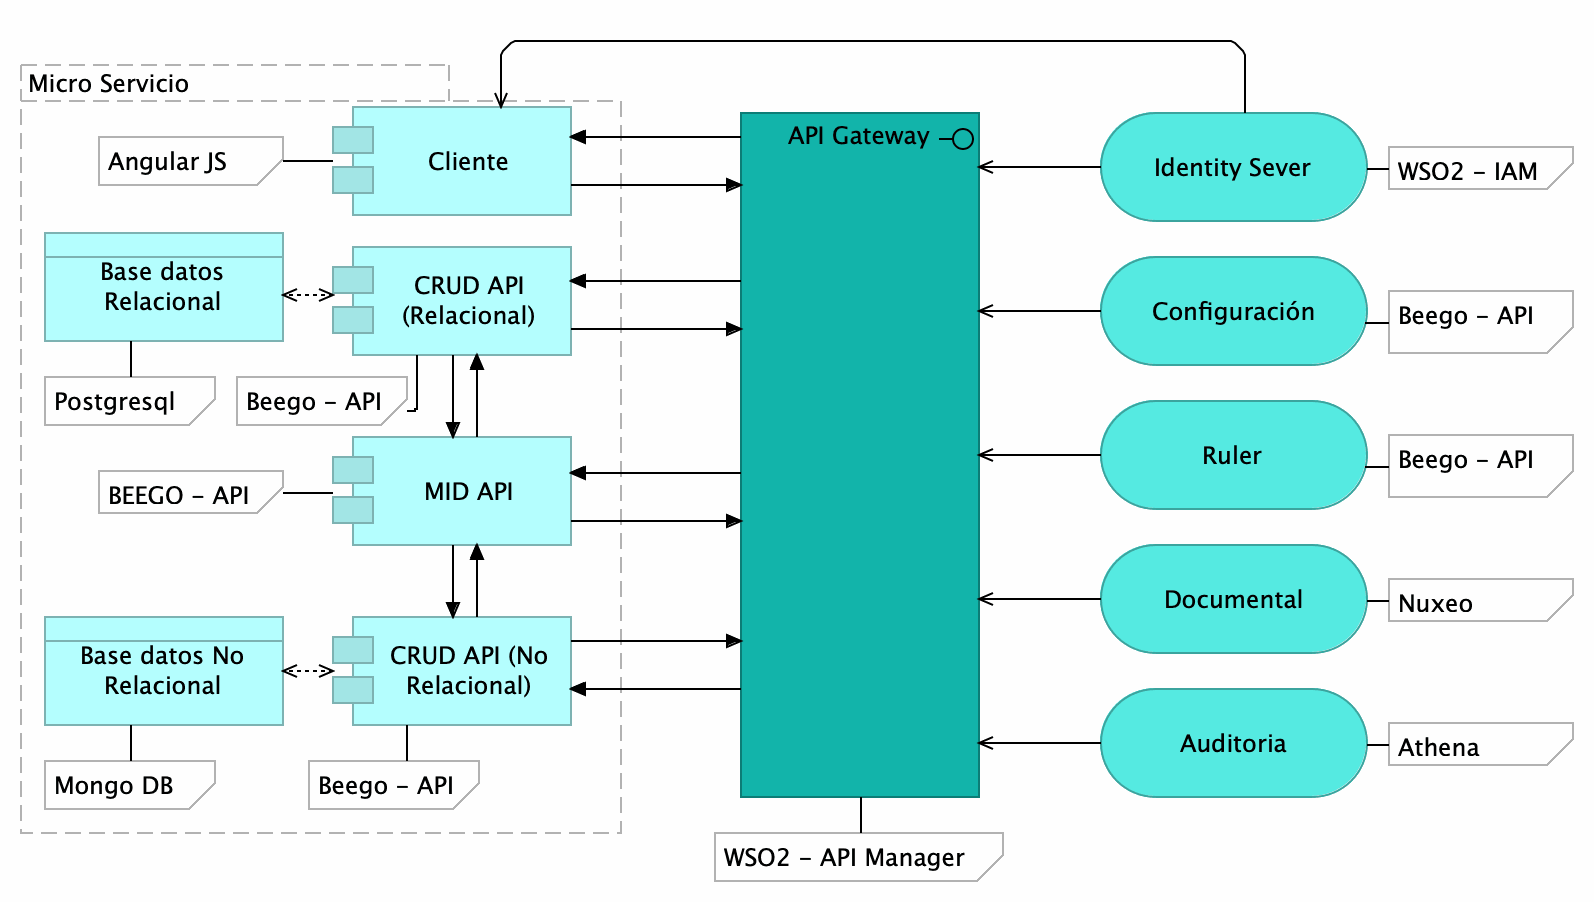 Micro Servicio
Angular JS
Cliente
API Gateway
Identity Sever
WSO2 - IAM
Base datos
Relacional
CRUD API
(Relacional)
Configuración
Beego - API
Postgresql
Beego - API
Ruler
Beego - API
BEEGO - API
MID API
Documental
Nuxeo
Base datos No
Relacional
CRUD API (No
Relacional)
Auditoria
Athena
Mongo DB
Beego - API
WSO2 - API Manager